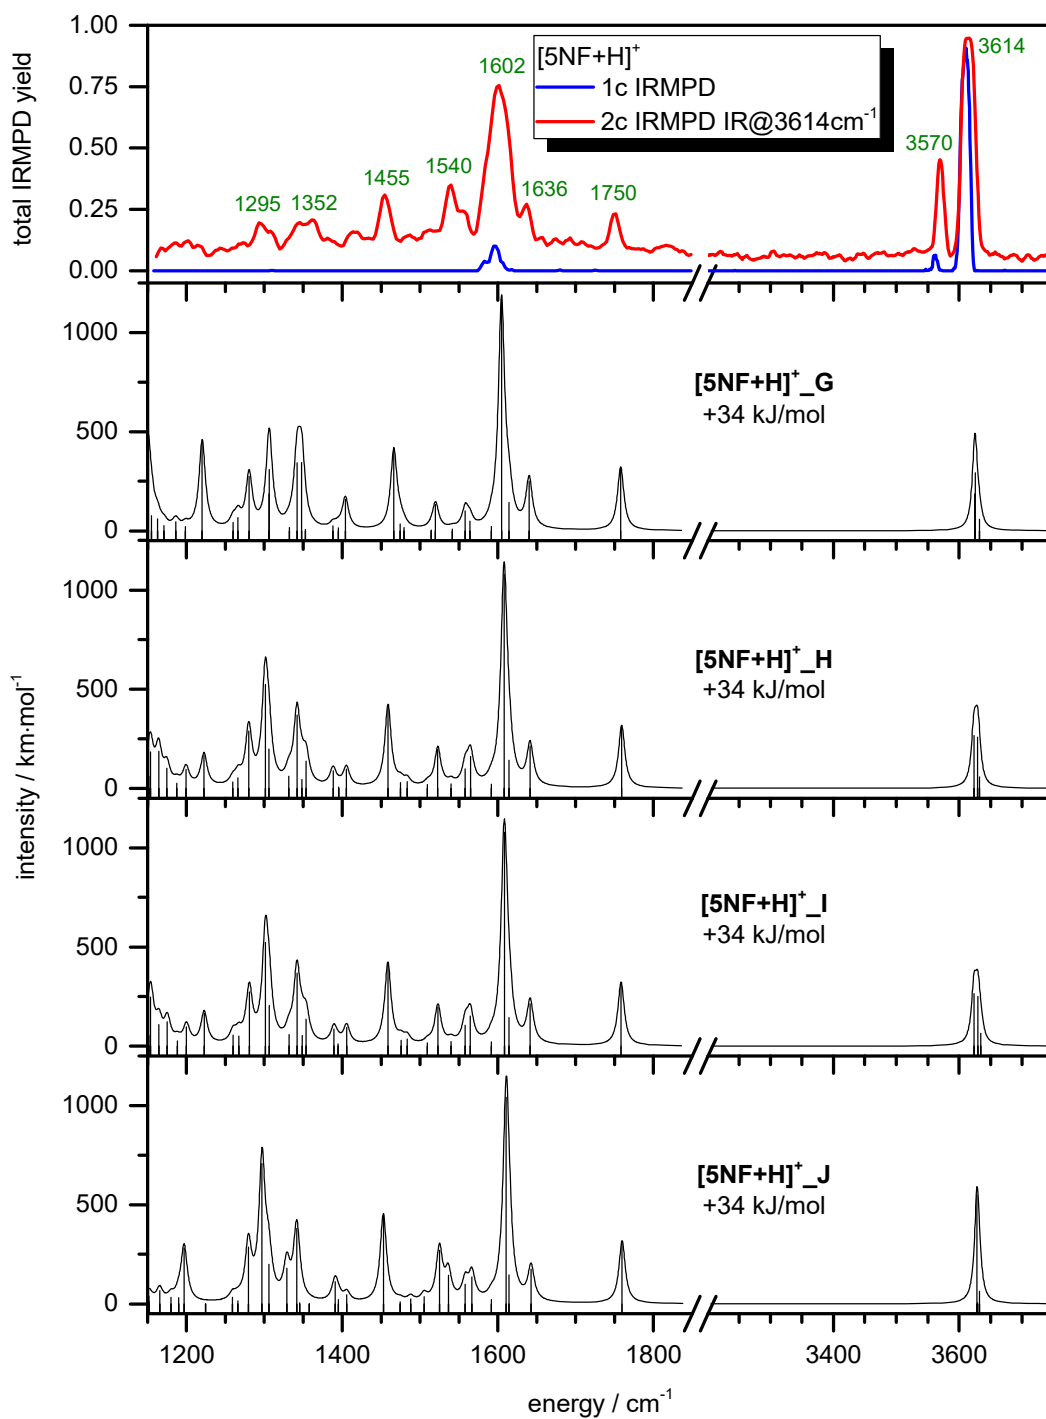 total IRMPD yield
1.00
0.75
0.50
0.25
0.00
[5NF+H]⁺
1c IRMPD
2c IRMPD IR@3614cm⁻¹
1295
1352
1455
1540
1602
1636
1750
3570
3614
intensity / km·mol⁻¹
1000
500
0
[5NF+H]⁺_G
+34 kJ/mol
1000
500
0
[5NF+H]⁺_H
+34 kJ/mol
1000
500
0
[5NF+H]⁺_I
+34 kJ/mol
1000
500
0
[5NF+H]⁺_J
+34 kJ/mol
1200 1400 1600 1800 3400 3600
energy / cm⁻¹